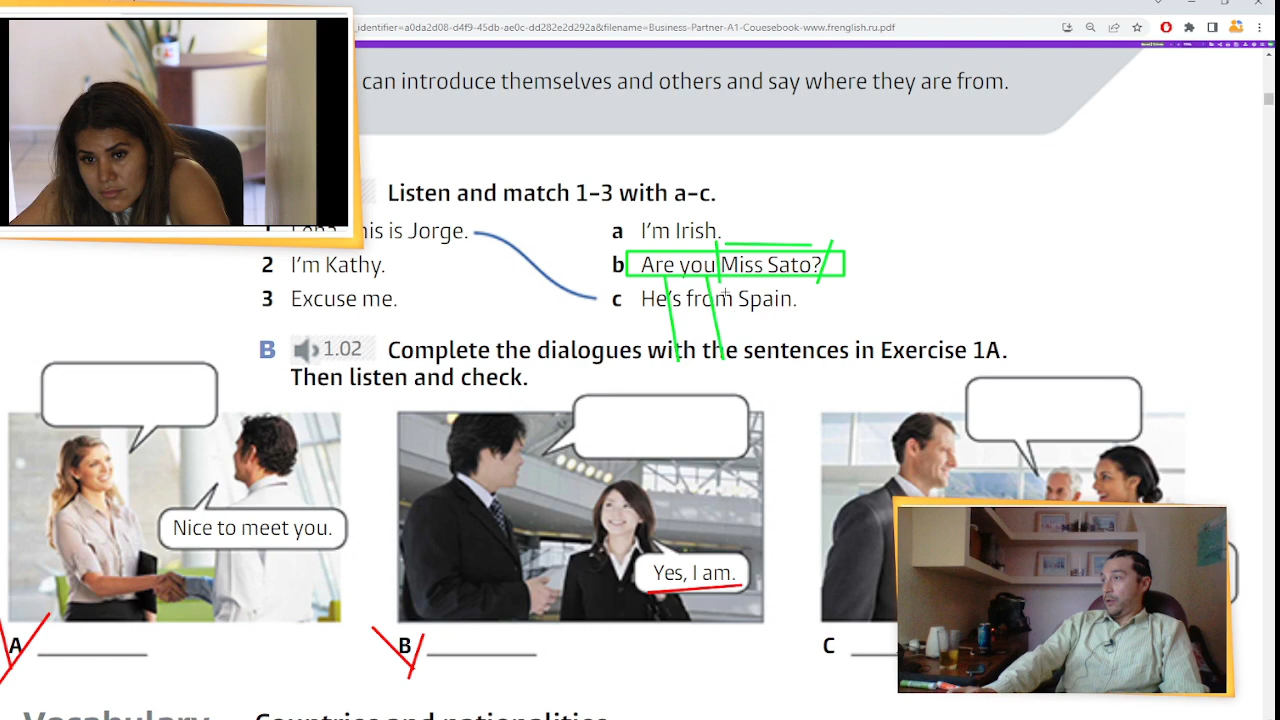 _identifier=a0da2d08-d4f9-45db-ae0c-dd282e2d292a&filename=Business-Partner-A1-Couesebook-www.frenglish.ru.pdf
can introduce themselves and others and say where they are from.
Listen and match 1–3 with a–c.
this is Jorge.
a I'm Irish.
2 I'm Kathy.
b Are you Miss Sato?
3 Excuse me.
c He's from Spain.
B 1.02 Complete the dialogues with the sentences in Exercise 1A.
Then listen and check.
Nice to meet you.
Yes, I am.
A
B
C
Vocabulary Countries and nationalities